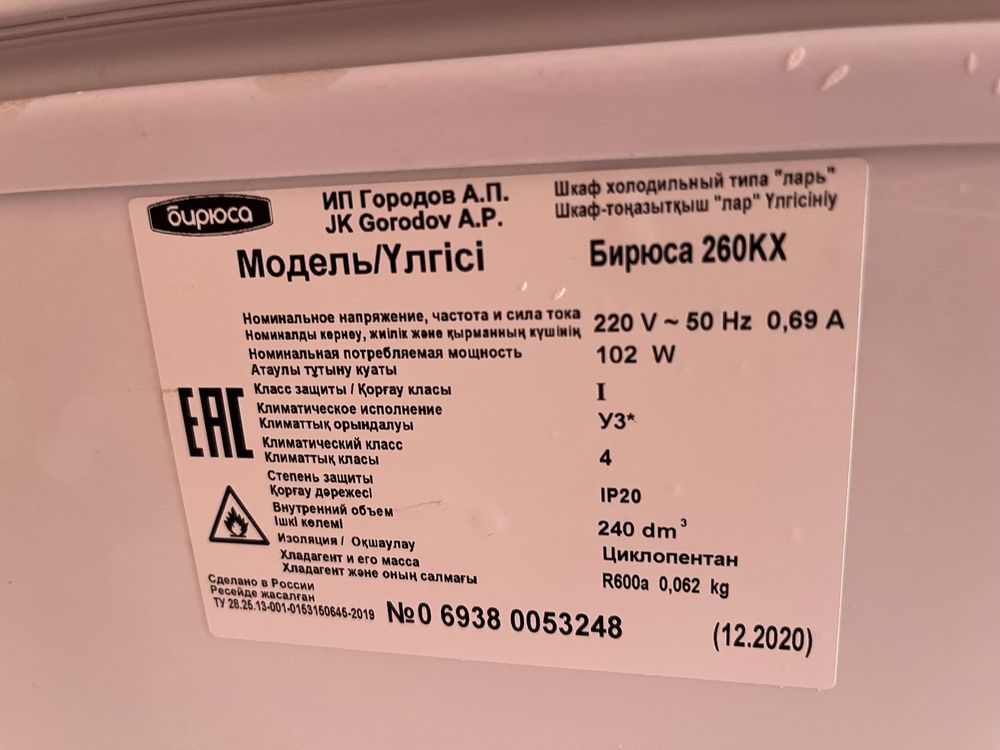 бирюса
ИП Городов А.П.
JK Gorodov A.P.
Шкаф холодильный типа "ларь"
Шкаф-тоңазытқыш "лар" Үлгісініу
Модель/Үлгісі Бирюса 260КХ
Номинальное напряжение, частота и сила тока
Номиналды кернеу, жиілік және қырманның күшінің
220 V ~ 50 Hz 0,69 A
Номинальная потребляемая мощность
Атаулы тұтыну куаты
102 W
Класс защиты / Қорғау класы I
Климатическое исполнение
Климаттық орындалуы
У3*
Климатический класс
Климаттық класы
4
Степень защиты
Қорғау дәрежесі
IP20
Внутренний объем
Ішкі көлемі
240 dm³
Изоляция / Оқшаулау Циклопентан
Хладагент и его масса
Хладагент және оның салмағы
R600a 0,062 kg
EAC
Сделано в России
Ресейде жасалған
ТУ 28.25.13-001-0153150645-2019
№0 6938 0053248
(12.2020)